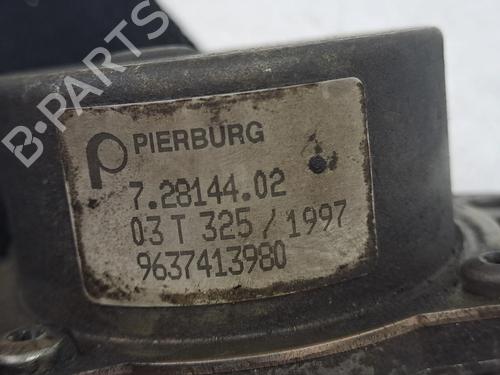 B-PARTS
PIERBURG
7.28144.02
03 T 325 / 1997
9637413980